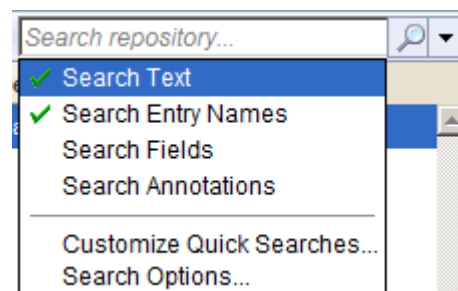 Search repository...
Search Text
Search Entry Names
Search Fields
Search Annotations
Customize Quick Searches...
Search Options...